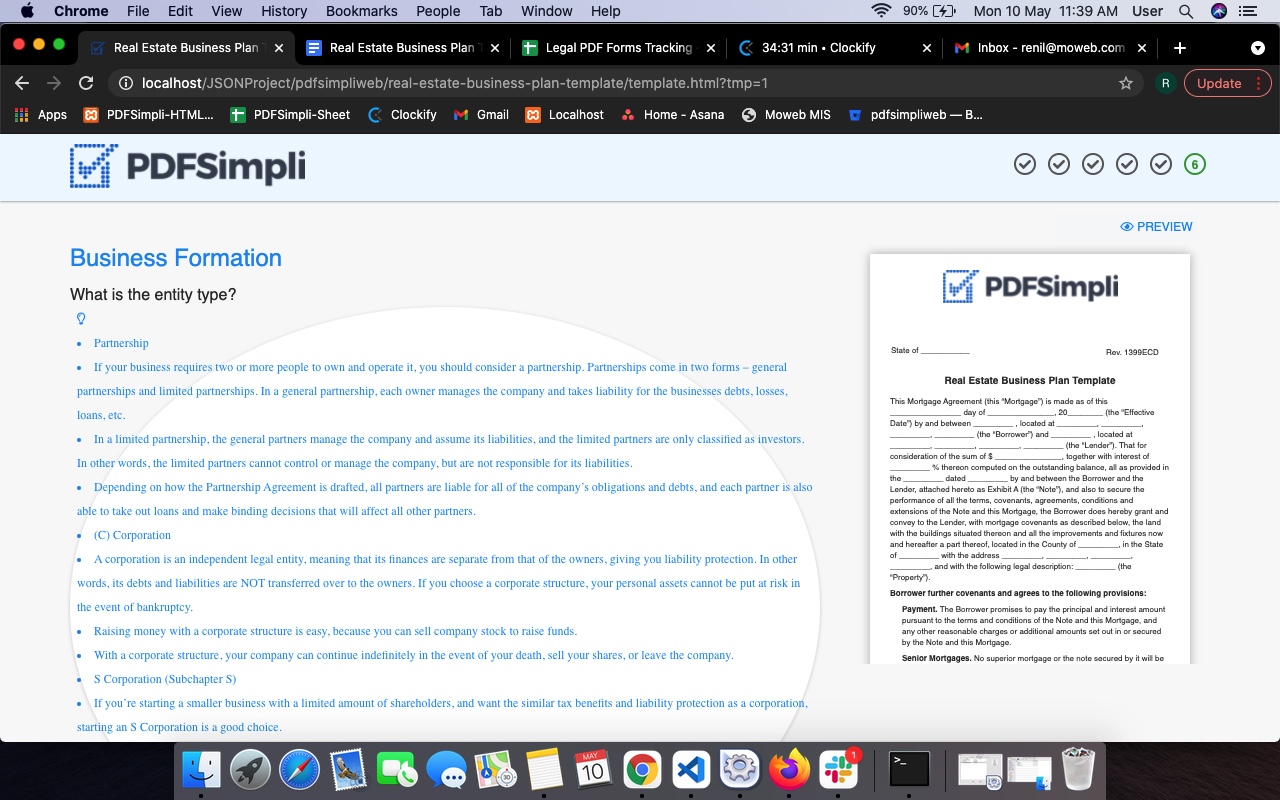 Chrome File Edit View History Bookmarks People Tab Window Help 90% Mon 10 May 11:39 AM User
Real Estate Business Plan T Real Estate Business Plan T Legal PDF Forms Tracking - 34:31 min • Clockify Inbox - renil@moweb.com
localhost/JSONProject/pdfsimpliweb/real-estate-business-plan-template/template.html?tmp=1 R Update
Apps PDFSimpli-HTML... PDFSimpli-Sheet Clockify Gmail Localhost Home - Asana Moweb MIS pdfsimpliweb — B...
PDFSimpli 6
PREVIEW
Business Formation
What is the entity type?
• Partnership
• If your business requires two or more people to own and operate it, you should consider a partnership. Partnerships come in two forms – general
partnerships and limited partnerships. In a general partnership, each owner manages the company and takes liability for the businesses debts, losses,
loans, etc.
• In a limited partnership, the general partners manage the company and assume its liabilities, and the limited partners are only classified as investors.
In other words, the limited partners cannot control or manage the company, but are not responsible for its liabilities.
• Depending on how the Partnership Agreement is drafted, all partners are liable for all of the company’s obligations and debts, and each partner is also
able to take out loans and make binding decisions that will affect all other partners.
• (C) Corporation
• A corporation is an independent legal entity, meaning that its finances are separate from that of the owners, giving you liability protection. In other
words, its debts and liabilities are NOT transferred over to the owners. If you choose a corporate structure, your personal assets cannot be put at risk in
the event of bankruptcy.
• Raising money with a corporate structure is easy, because you can sell company stock to raise funds.
• With a corporate structure, your company can continue indefinitely in the event of your death, sell your shares, or leave the company.
• S Corporation (Subchapter S)
• If you’re starting a smaller business with a limited amount of shareholders, and want the similar tax benefits and liability protection as a corporation,
starting an S Corporation is a good choice.
PDFSimpli
State of ___________ Rev. 1399ECD
Real Estate Business Plan Template
This Mortgage Agreement (this “Mortgage”) is made as of this
________________ day of _______________, 20________ (the “Effective
Date”) by and between _________ , located at _________, _________,
_________, _________ (the “Borrower”) and _________ , located at
_________, _________, _________, _________ (the “Lender”). That for
consideration of the sum of $ _______________, together with interest of
_________ % thereon computed on the outstanding balance, all as provided in
the _________ dated _________ by and between the Borrower and the
Lender, attached hereto as Exhibit A (the “Note”), and also to secure the
performance of all the terms, covenants, agreements, conditions and
extensions of the Note and this Mortgage, the Borrower does hereby grant and
convey to the Lender, with mortgage covenants as described below, the land
with the buildings situated thereon and all the improvements and fixtures now
and hereafter a part thereof, located in the County of _________, in the State
of _________ with the address _________, _________, _________,
_________, and with the following legal description: _________ (the
“Property”).
Borrower further covenants and agrees to the following provisions:
Payment. The Borrower promises to pay the principal and interest amount
pursuant to the terms and conditions of the Note and this Mortgage, and
any other reasonable charges or additional amounts set out in or secured
by the Note and this Mortgage.
Senior Mortgages. No superior mortgage or the note secured by it will be
MAY
10
1
>_